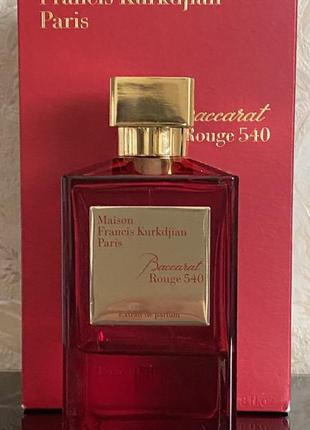 Francis Kurkdjian
Paris
Baccarat
Rouge 540
Maison
Francis Kurkdjian
Paris
Baccarat
Rouge 540
Extrait de parfum